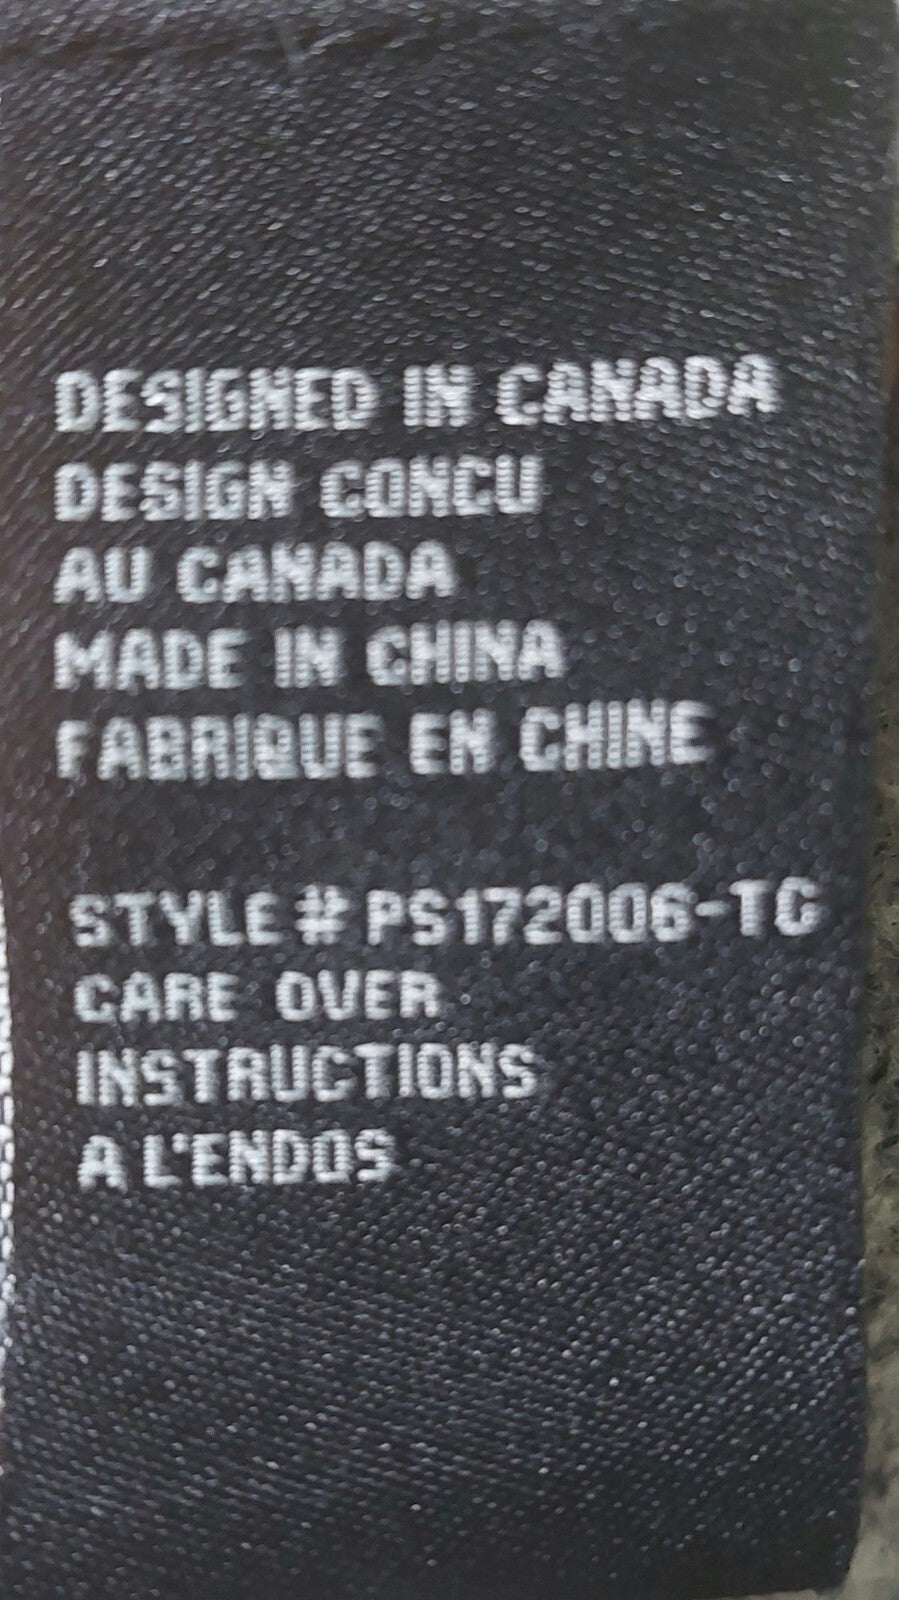 DESIGNED IN CANADA
DESIGN CONCU
AU CANADA
MADE IN CHINA
FABRIQUE EN CHINE
STYLE # PS172006-TG
CARE OVER
INSTRUCTIONS
A L'ENDOS